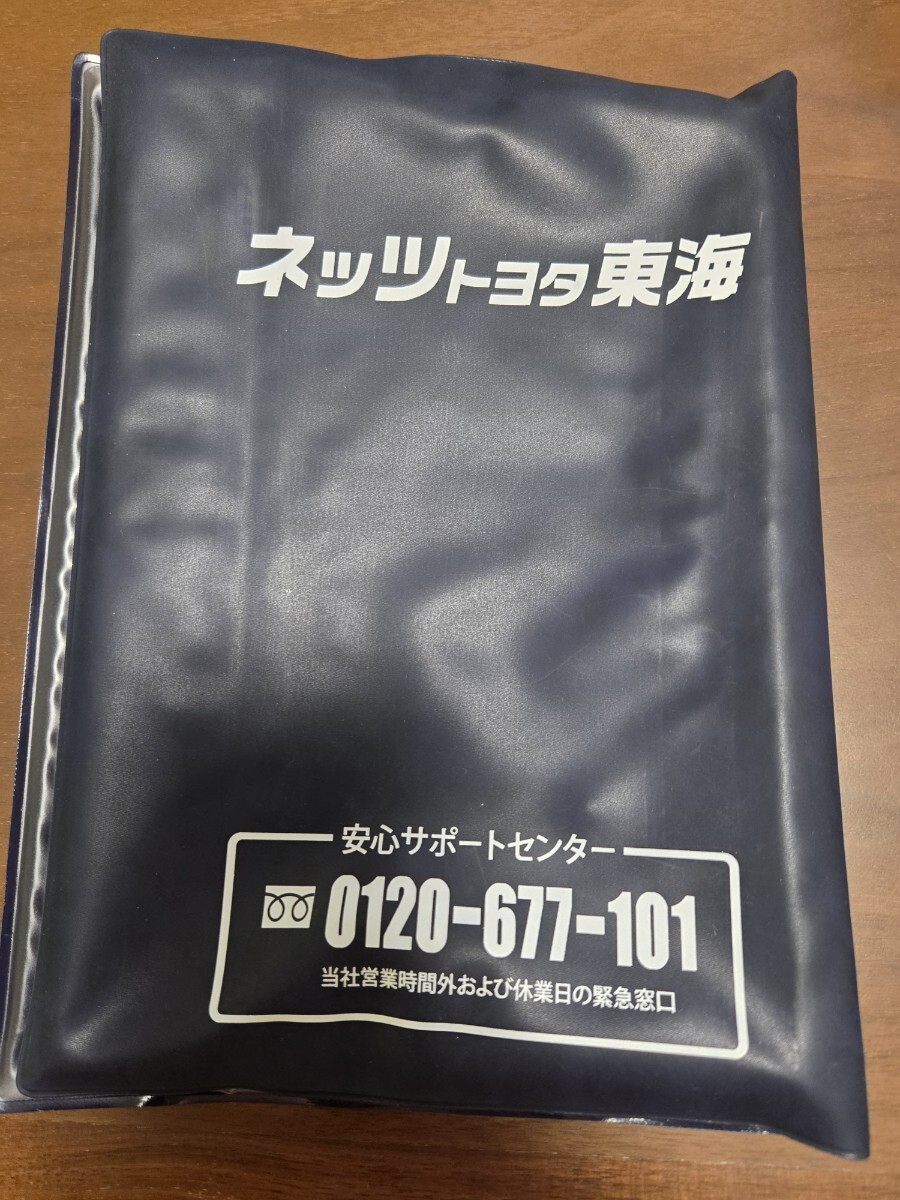 ネッツトヨタ東海
安心サポートセンター
0120-677-101
当社営業時間外および休業日の緊急窓口